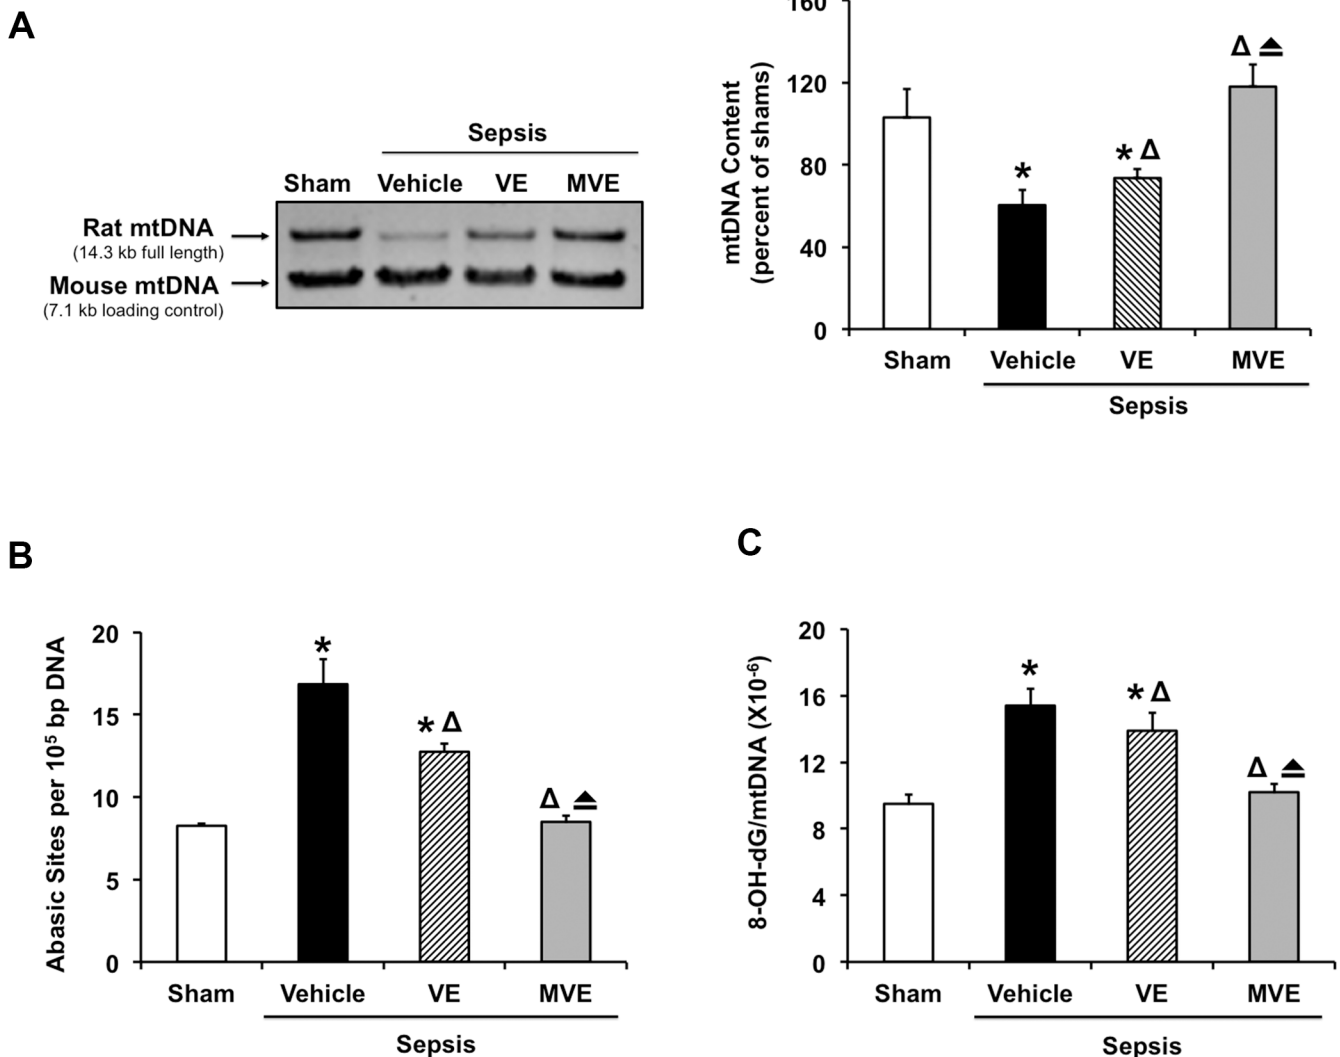 A
Sepsis
Sham Vehicle VE MVE
Rat mtDNA
(14.3 kb full length)
Mouse mtDNA
(7.1 kb loading control)
mtDNA Content
(percent of shams)
160
120
80
40
0
*
* Δ
Δ ⏏
Sham Vehicle VE MVE
Sepsis
B
Abasic Sites per 10⁵ bp DNA
20
15
10
5
0
*
* Δ
Δ ⏏
Sham Vehicle VE MVE
Sepsis
C
8-OH-dG/mtDNA (X10⁻⁶)
20
16
12
8
4
0
*
* Δ
Δ ⏏
Sham Vehicle VE MVE
Sepsis